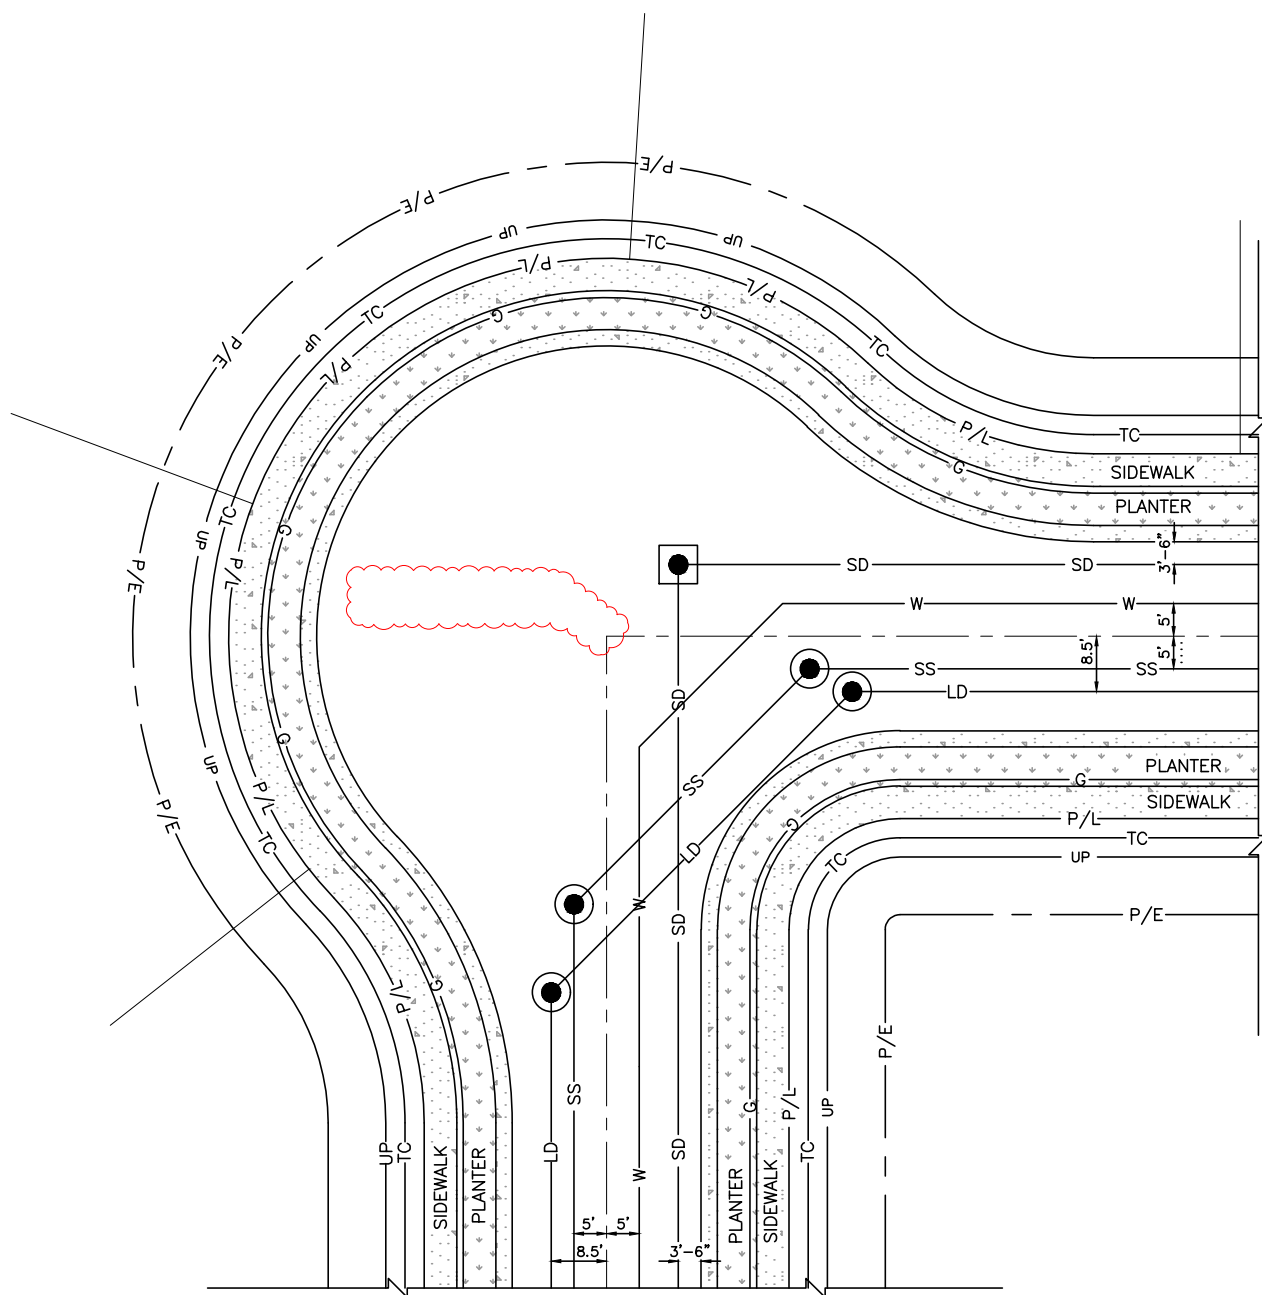 P/E
P/E
UP
UP
TC
P/L
P/L
G
G
TC
UP
P/L
P/E
TC
P/L
TC
SIDEWALK
G
PLANTER
TC
G
UP
P/L
P/E
3'-6"
SD
SD
W
W
5'
8.5'
5'
SS
SS
LD
SD
G
UP
PLANTER
G
SIDEWALK
P/L
P/L
G
TC
UP
SS
P/E
TC
LD
TC
W
SD
P/E
G
P/L
P/E
SS
G
P/L
UP
UP
TC
SIDEWALK
PLANTER
LD
W
SD
PLANTER
SIDEWALK
TC
5'
5'
8.5'
3'-6"